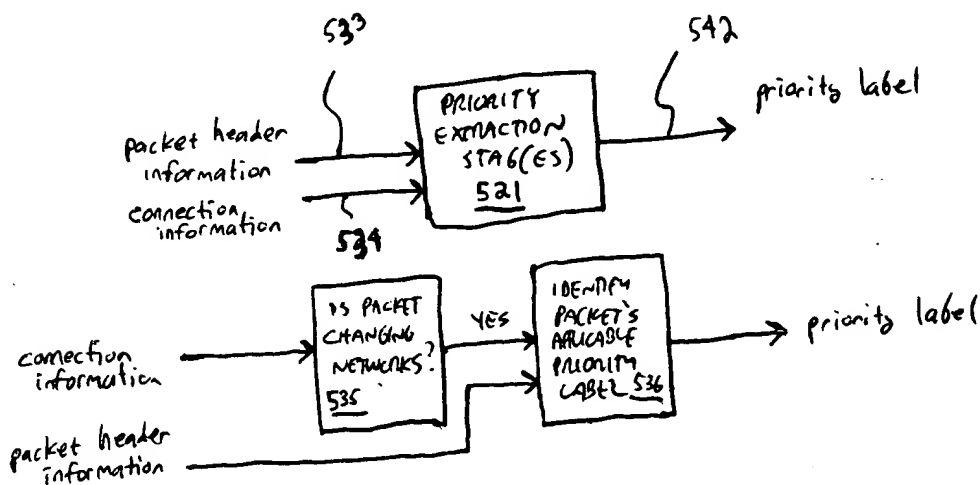 533
542
packet header
information
PRIORITY
EXTRACTION
STAG(ES)
521
priority label
connection
information
534
connection
information
IS PACKET
CHANGING
NETWORKS?
535
YES
IDENTIFY
PACKET'S
APPLICABLE
PRIORITY
LABEL 536
priority label
packet header
information